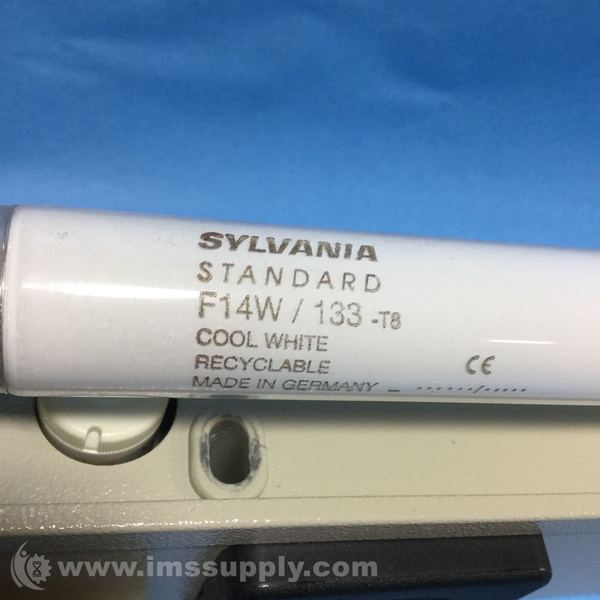 SYLVANIA
STANDARD
F14W / 133 -T8
COOL WHITE
RECYCLABLE
CE
MADE IN GERMANY
www.imssupply.com